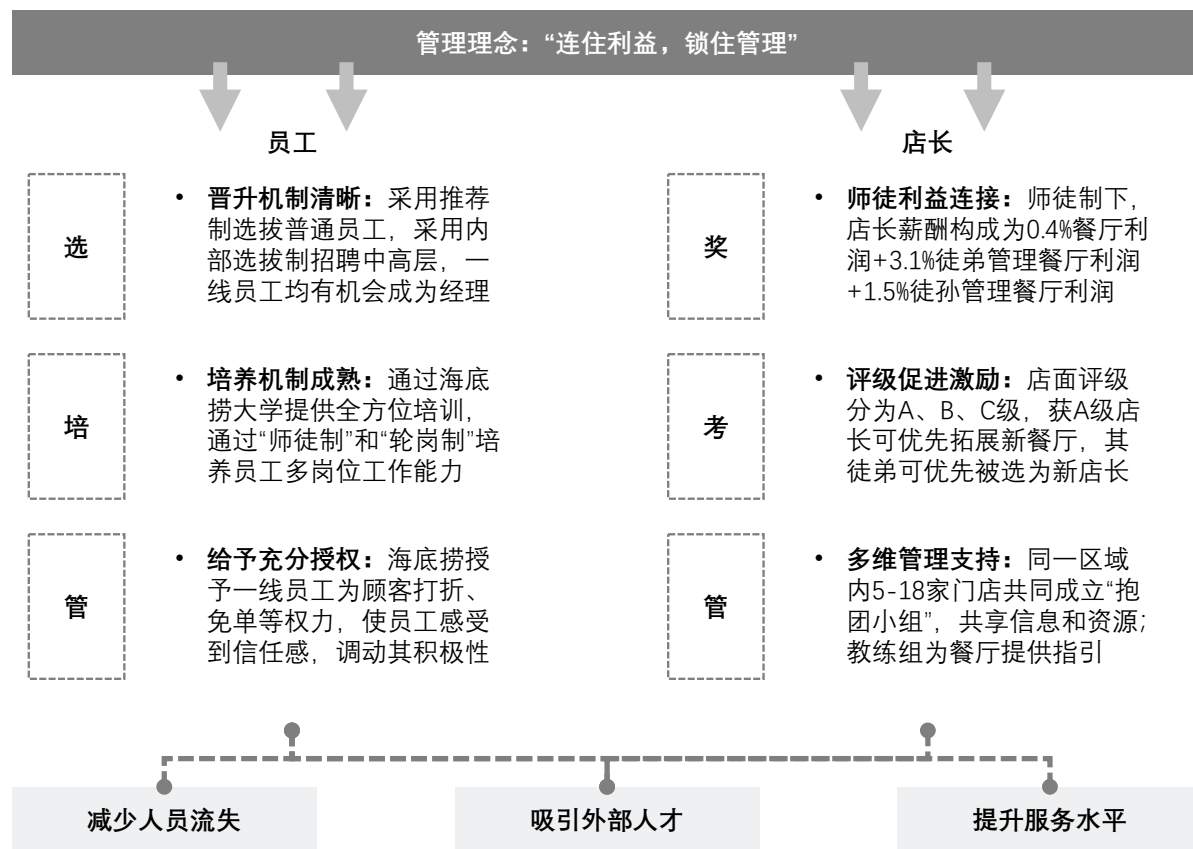 管理理念：“连住利益，锁住管理”
员工
选
• 晋升机制清晰：采用推荐
制选拔普通员工，采用内
部选拔制招聘中高层，一
线员工均有机会成为经理
培
• 培养机制成熟：通过海底
捞大学提供全方位培训，
通过“师徒制”和“轮岗制”培
养员工多岗位工作能力
管
• 给予充分授权：海底捞授
予一线员工为顾客打折、
免单等权力，使员工感受
到信任感，调动其积极性
店长
奖
• 师徒利益连接：师徒制下，
店长薪酬构成为0.4%餐厅利
润+3.1%徒弟管理餐厅利润
+1.5%徒孙管理餐厅利润
考
• 评级促进激励：店面评级
分为A、B、C级，获A级店
长可优先拓展新餐厅，其
徒弟可优先被选为新店长
管
• 多维管理支持：同一区域
内5-18家门店共同成立“抱
团小组”，共享信息和资源；
教练组为餐厅提供指引
减少人员流失
吸引外部人才
提升服务水平